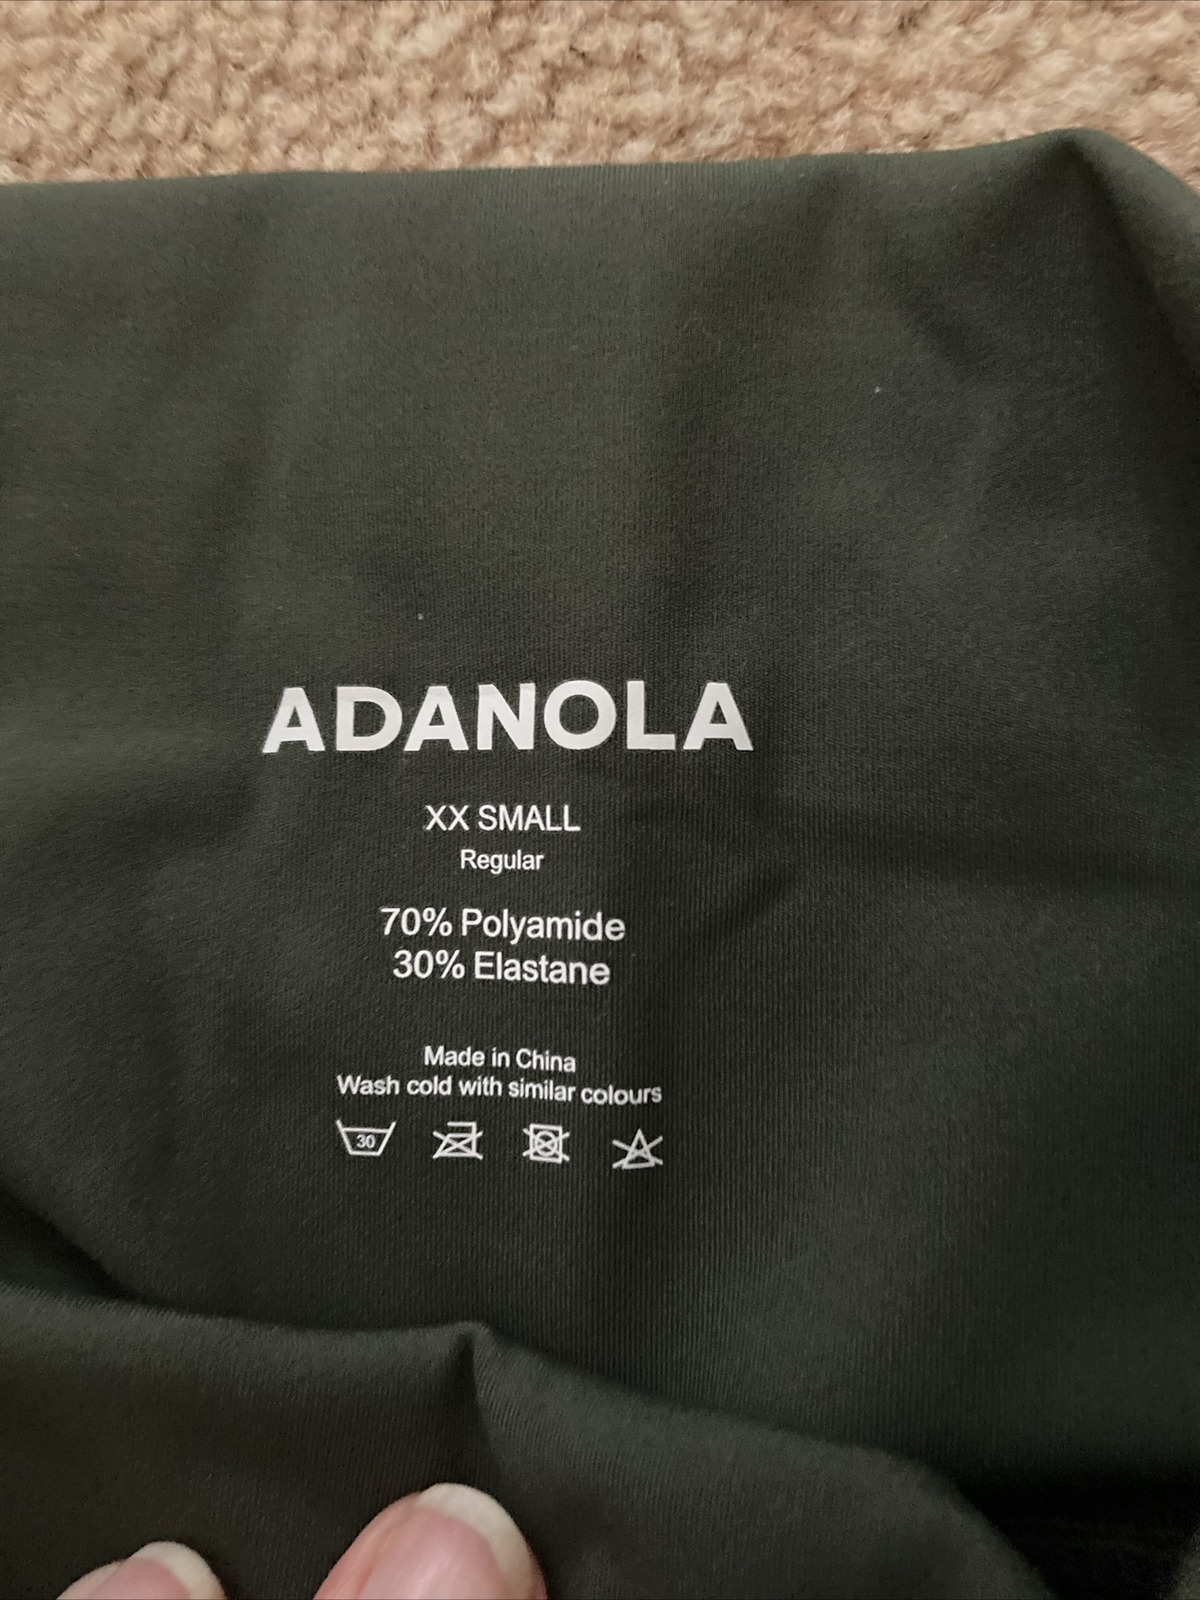 ADANOLA
XX SMALL
Regular
70% Polyamide
30% Elastane
Made in China
Wash cold with similar colours
30